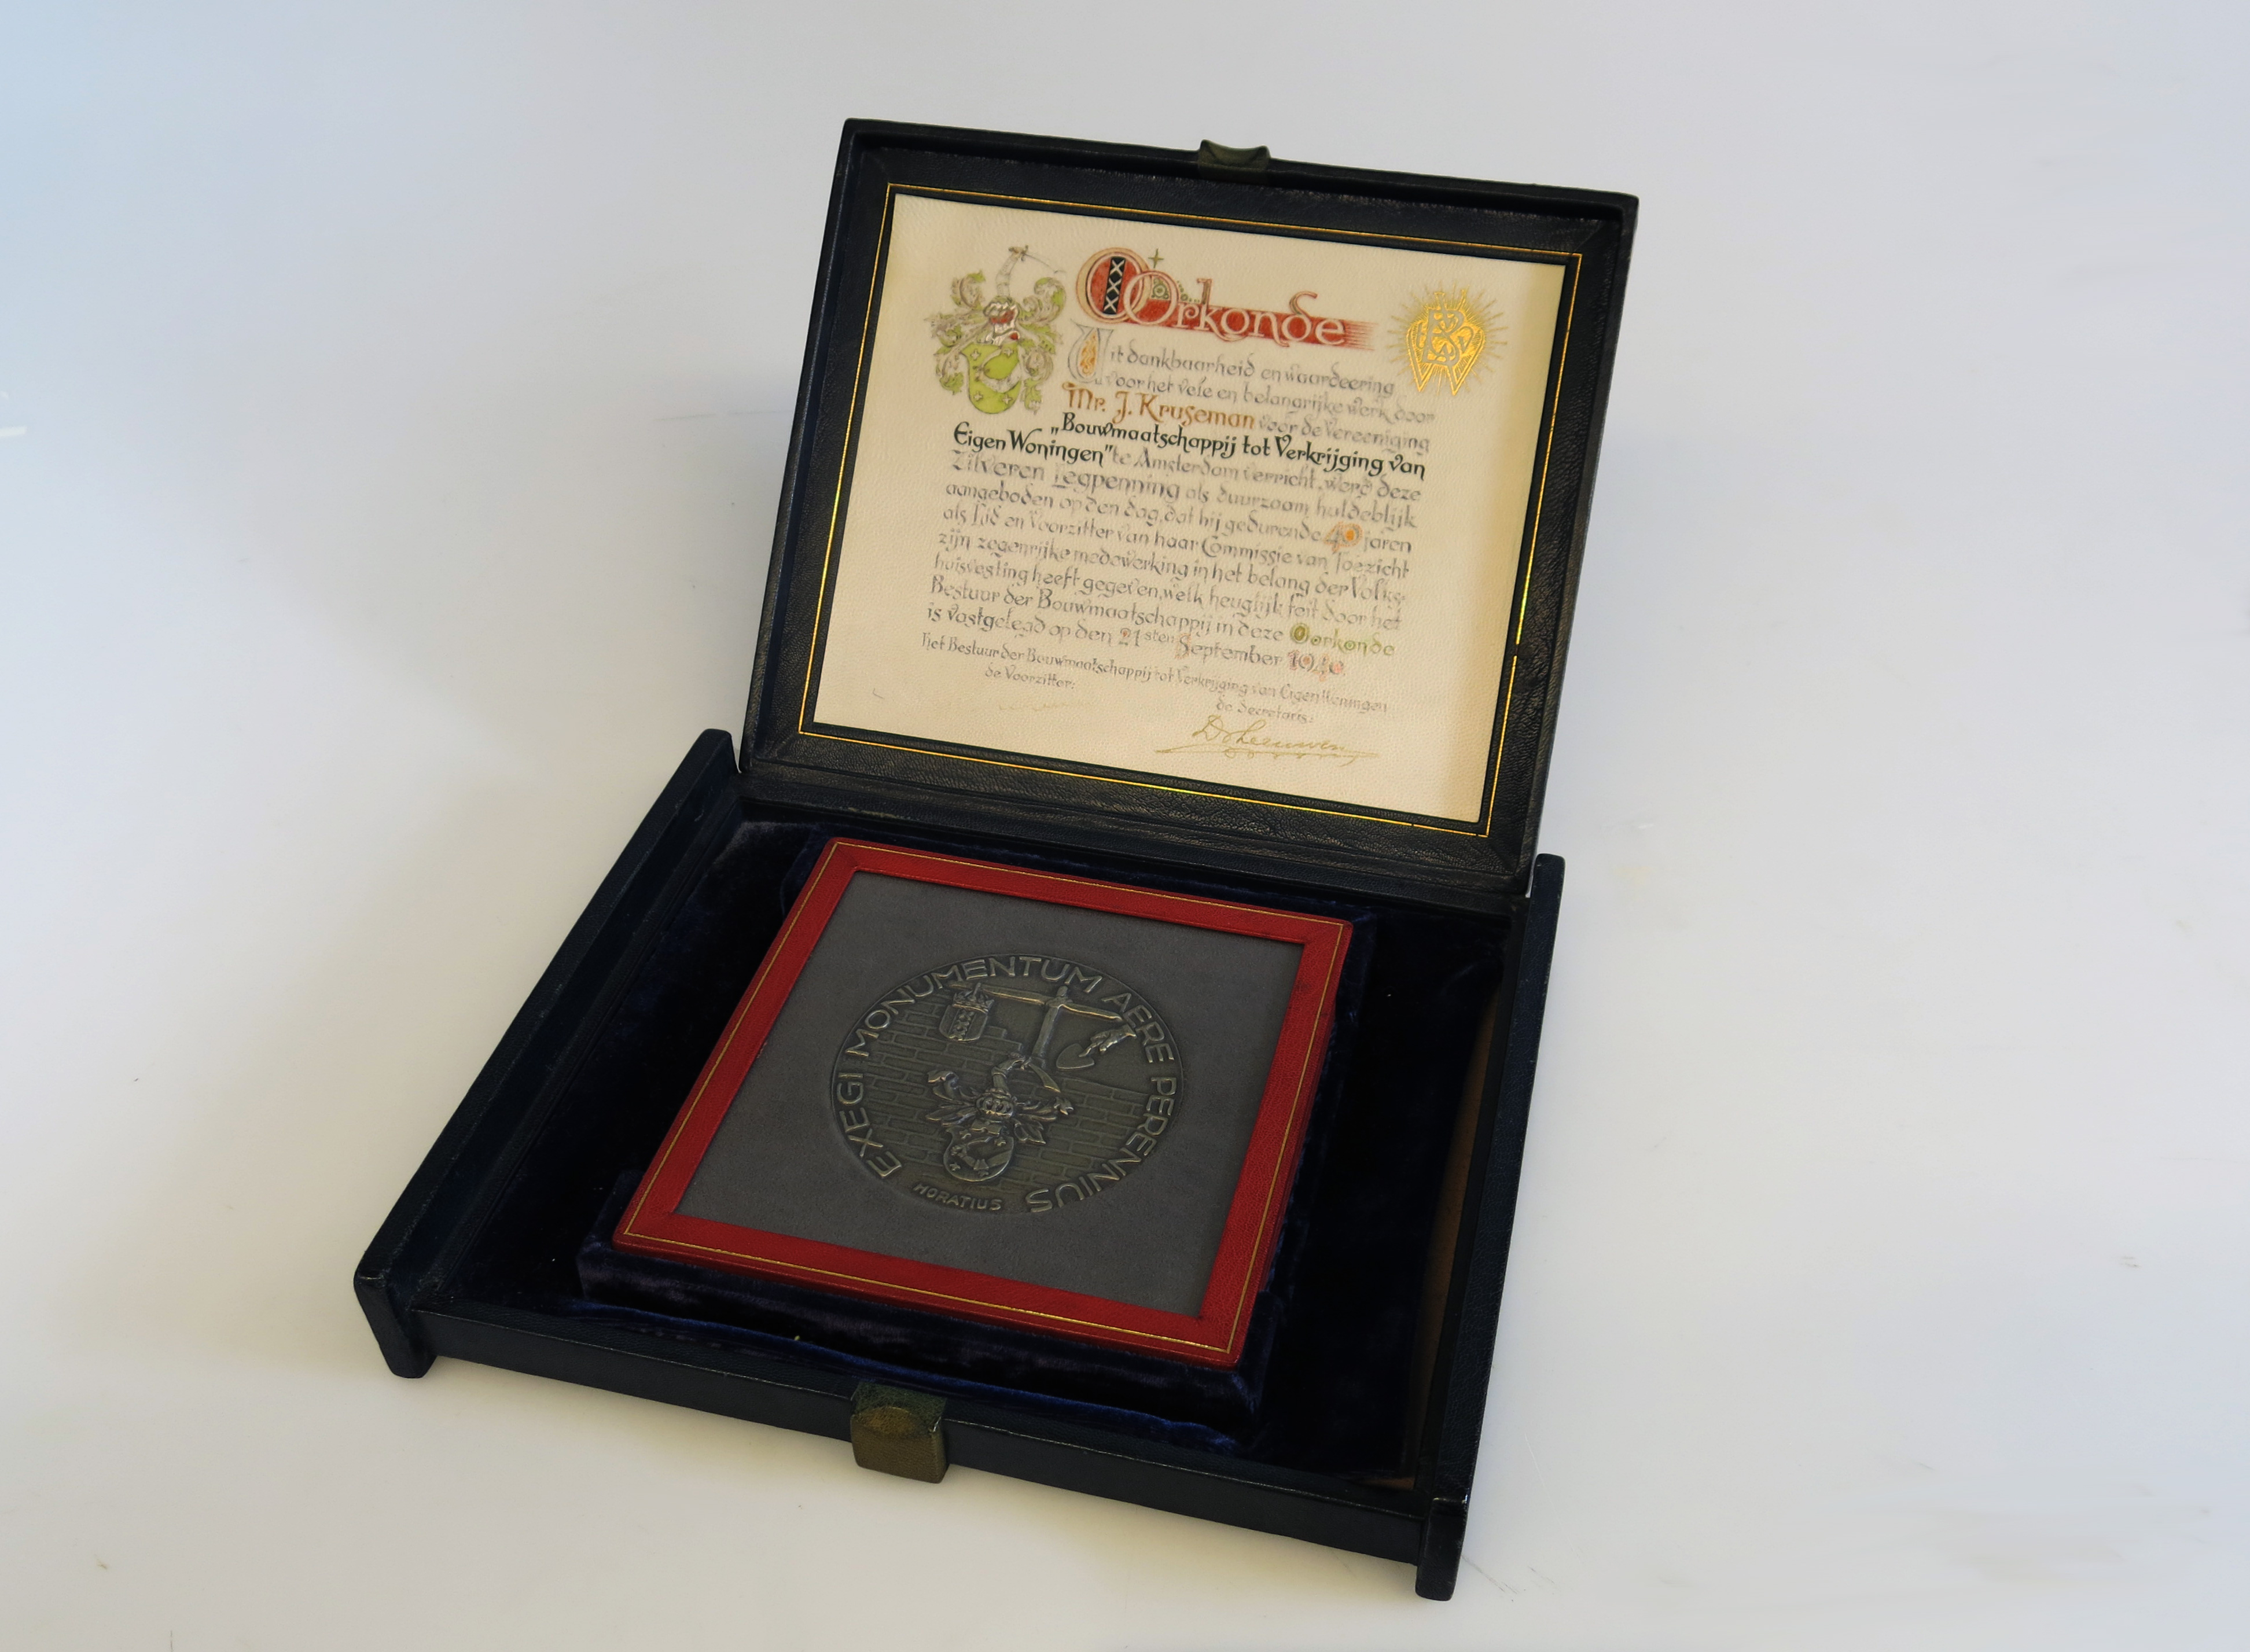 Oorkonde
Uit dankbaarheid en waardeering
voor het vele en belangrijke werk door
Mr. J. Kruseman voor de Vereeniging
„Bouwmaatschappij tot Verkrijging van
Eigen Woningen" te Amsterdam verricht, werd deze
Zilveren Legpenning als duurzaam huldeblijk
aangeboden op den dag, dat hij gedurende 40 jaren
als Lid en Voorzitter van haar Commissie van Toezicht
zijn zegenrijke medewerking in het belang der Volks-
huisvesting heeft gegeven, welk heuglijk feit door het
Bestuur der Bouwmaatschappij in deze Oorkonde
is vastgelegd op den 21sten September 1940.
Het Bestuur der Bouwmaatschappij tot Verkrijging van Eigen Woningen
de Voorzitter:
de Secretaris:
EXEGI MONUMENTUM AERE PERENNIUS
HORATIUS